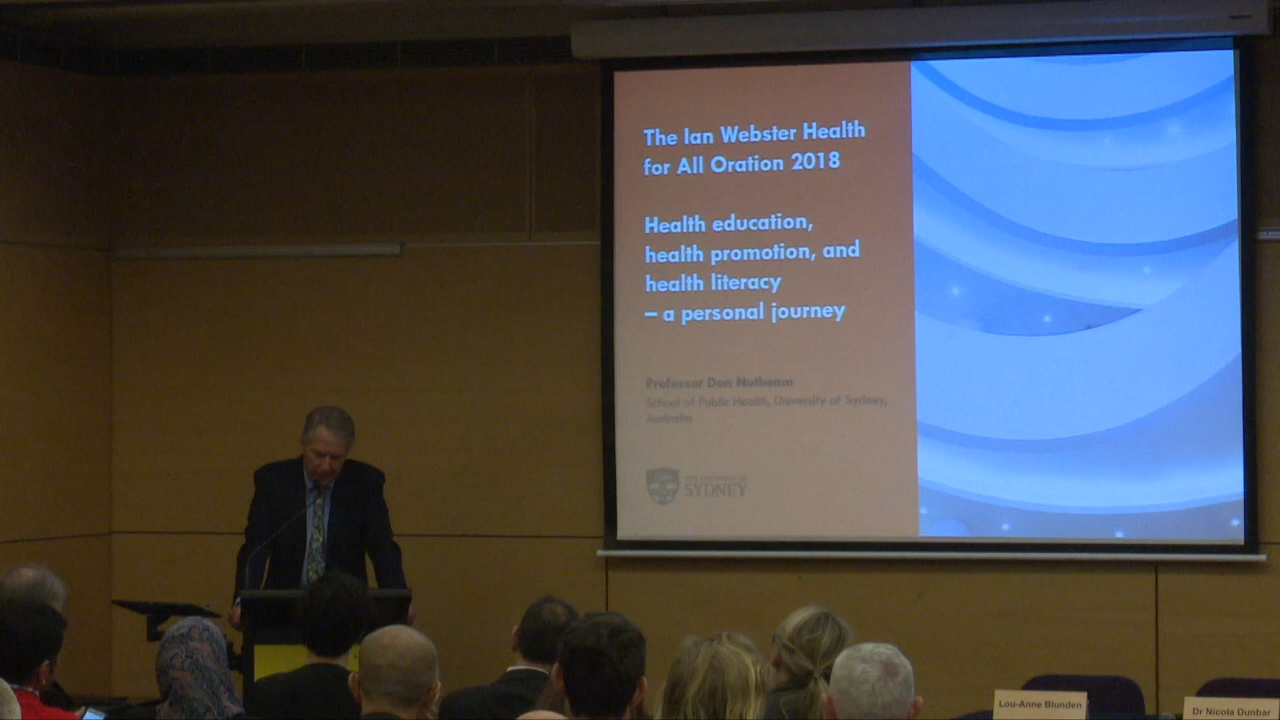 The Ian Webster Health
for All Oration 2018
Health education,
health promotion, and
health literacy
– a personal journey
Professor Don Nutbeam
School of Public Health, University of Sydney,
Australia
SYDNEY
Lou-Anne Blunden
Dr Nicola Dunbar